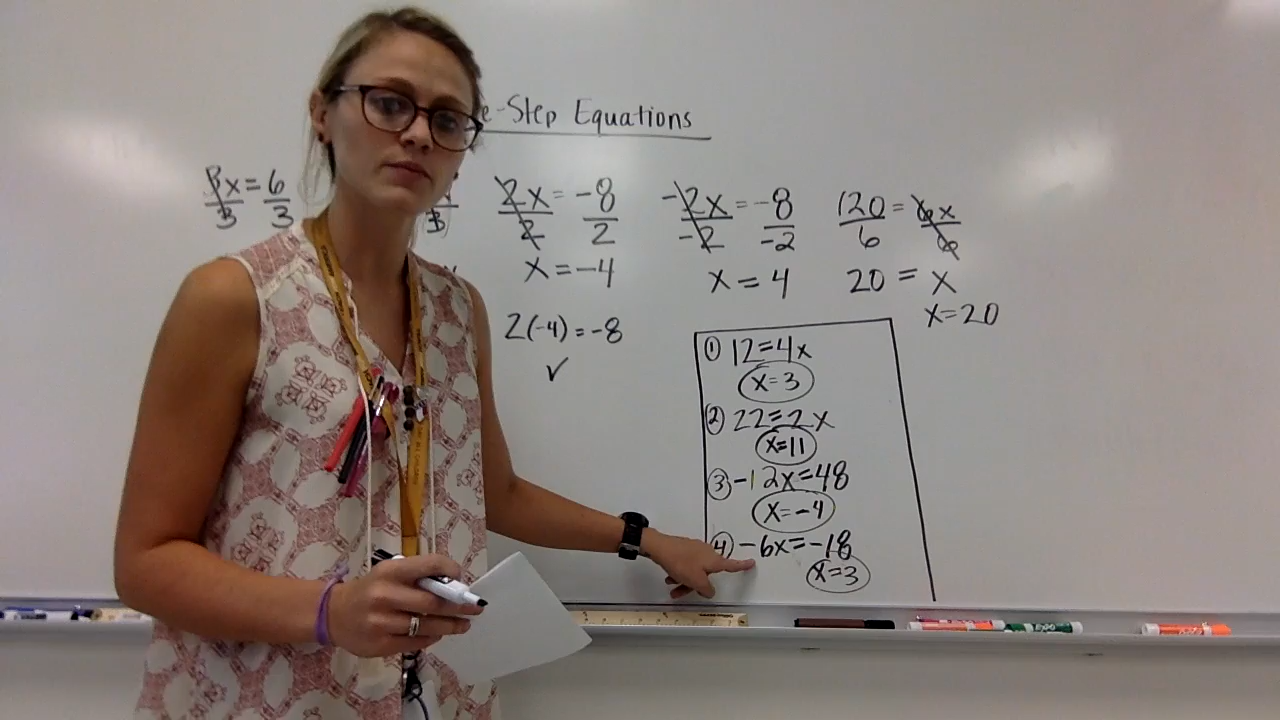 e-Step Equations
3x = 6
3 3
3
2x = -8
2 2
x = -4
2(-4) = -8
✓
-2x = -8
-2 -2
x = 4
120 = 6x
6 6
20 = x
x = 20
① 12 = 4x
x = 3
② 22 = 2x
x = 11
③ -12x = 48
x = -4
④ -6x = -18
x = 3
EXPO